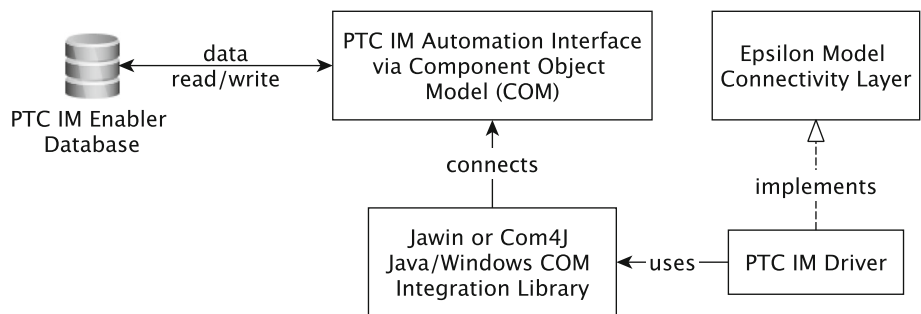 data
read/write
PTC IM Enabler
Database
PTC IM Automation Interface
via Component Object
Model (COM)
Epsilon Model
Connectivity Layer
connects
implements
Jawin or Com4J
Java/Windows COM
Integration Library
uses
PTC IM Driver